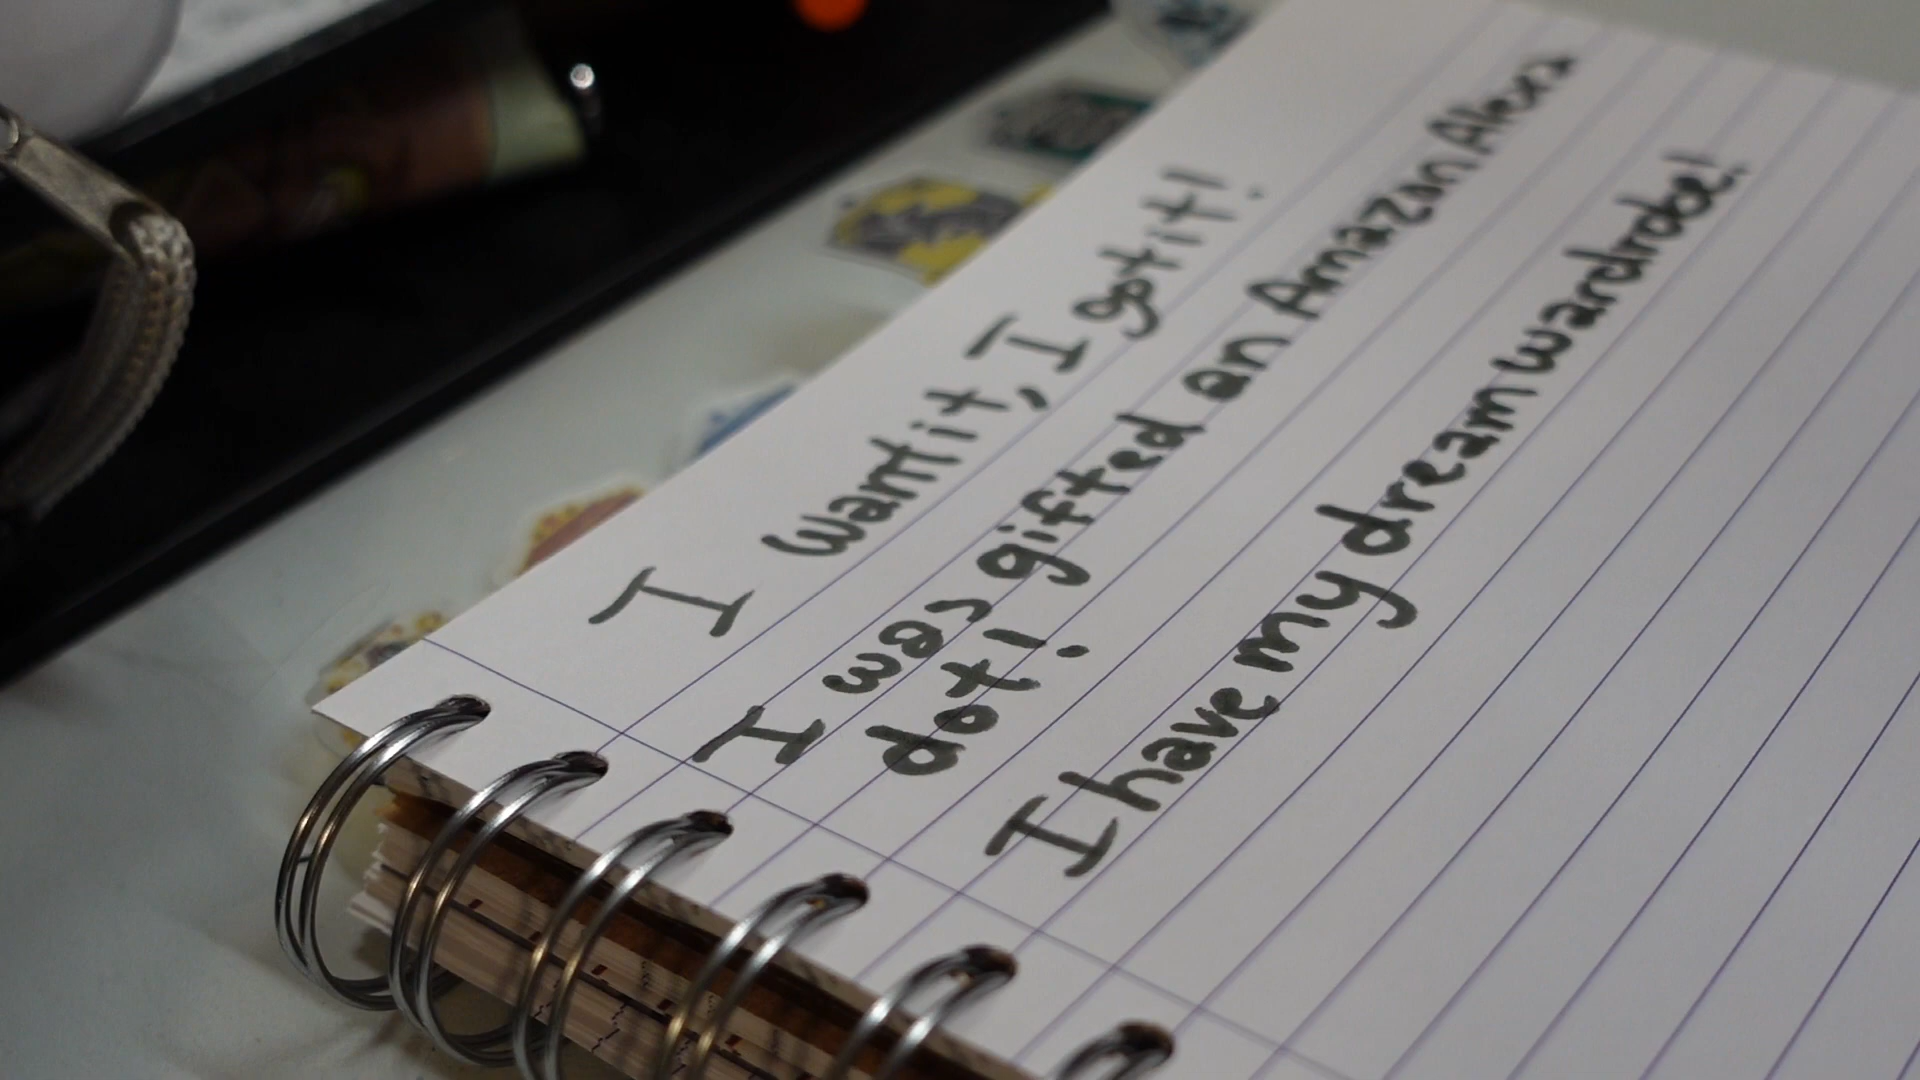 I want it, I got it!
I was gifted an Amazon Alexa
dot!
I have my dream wardrobe!